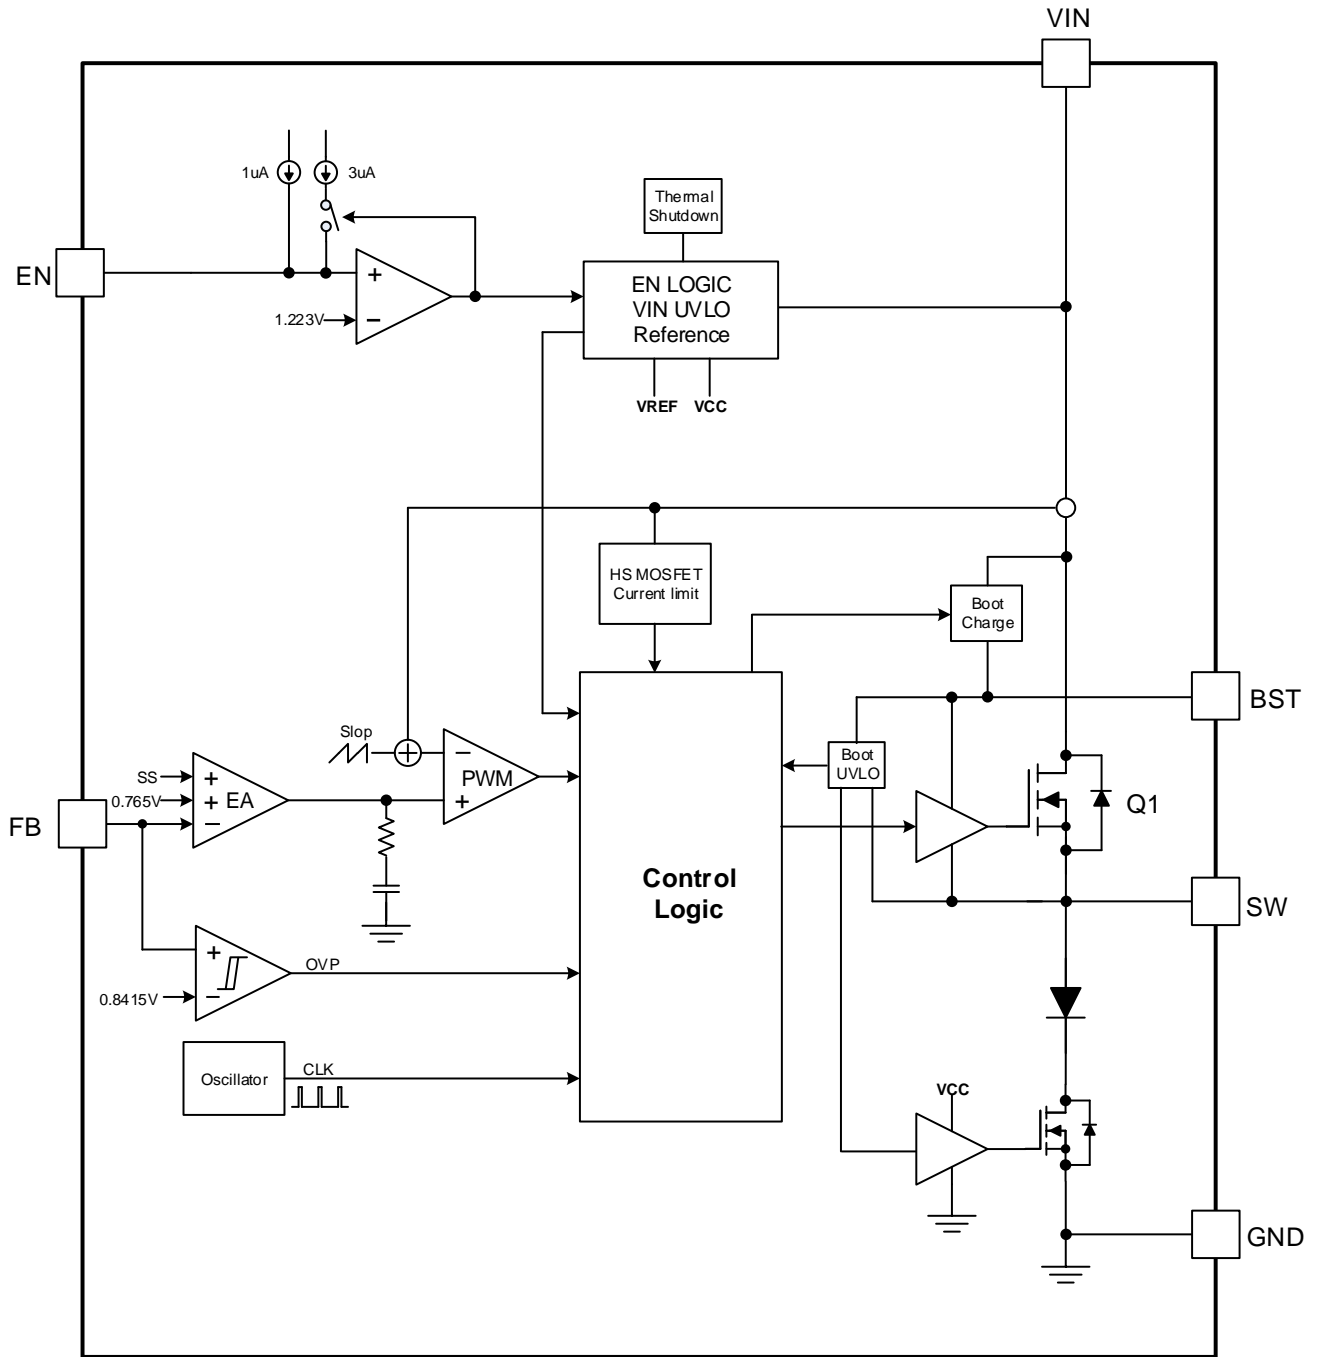 VIN
1uA
3uA
Thermal
Shutdown
EN
EN LOGIC
VIN UVLO
Reference
1.223V
+
−
VREF
VCC
HS MOSFET
Current limit
Boot
Charge
BST
Slop
−
PWM
+
Boot
UVLO
SS
+
0.765V
+
EA
−
FB
Q1
Control
Logic
SW
+
OVP
0.8415V
−
Oscillator
CLK
VCC
GND